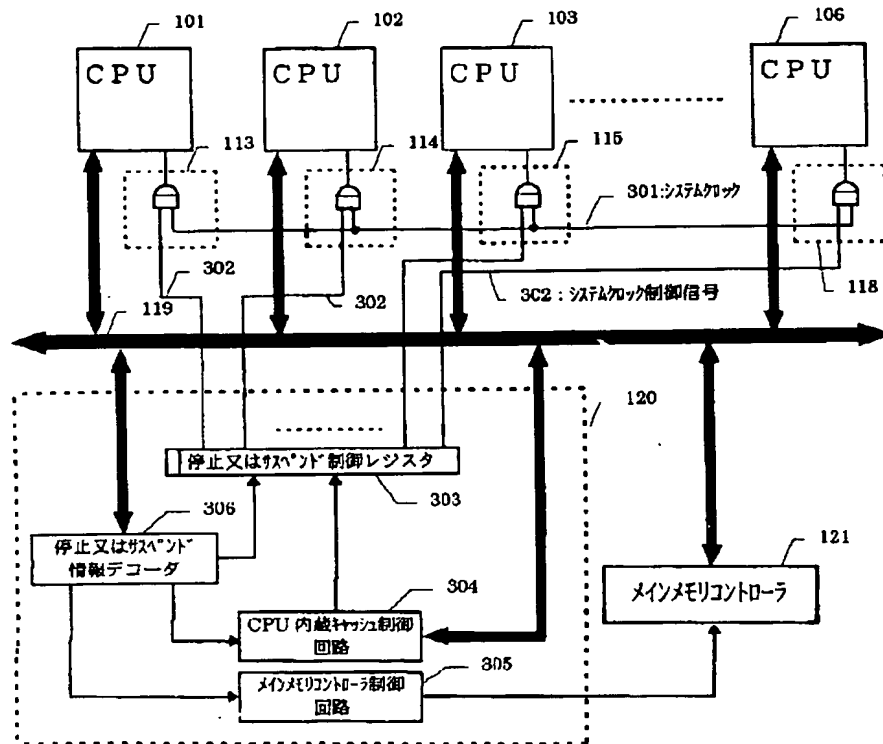 101
102
103
106
CPU
CPU
CPU
CPU
113
114
115
301:システムクロック
302
302
302:システムクロック制御信号
118
119
120
停止又はサスペンド制御レジスタ
303
306
停止又はサスペンド
情報デコーダ
304
121
CPU内蔵キャッシュ制御
回路
メインメモリコントローラ
305
メインメモリコントローラ制御
回路